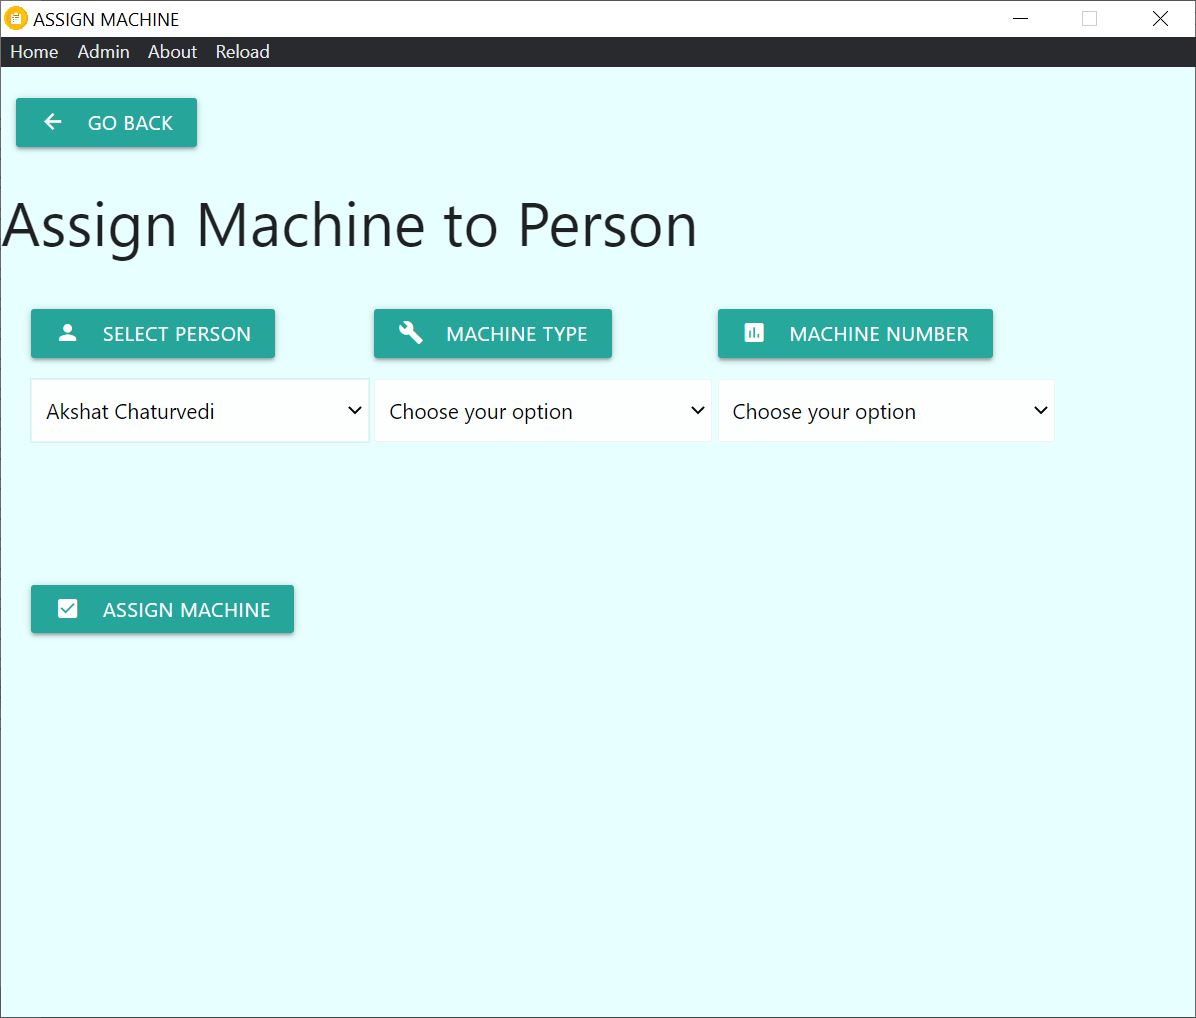 ASSIGN MACHINE
Home Admin About Reload
GO BACK
Assign Machine to Person
SELECT PERSON MACHINE TYPE MACHINE NUMBER
Akshat Chaturvedi Choose your option Choose your option
ASSIGN MACHINE